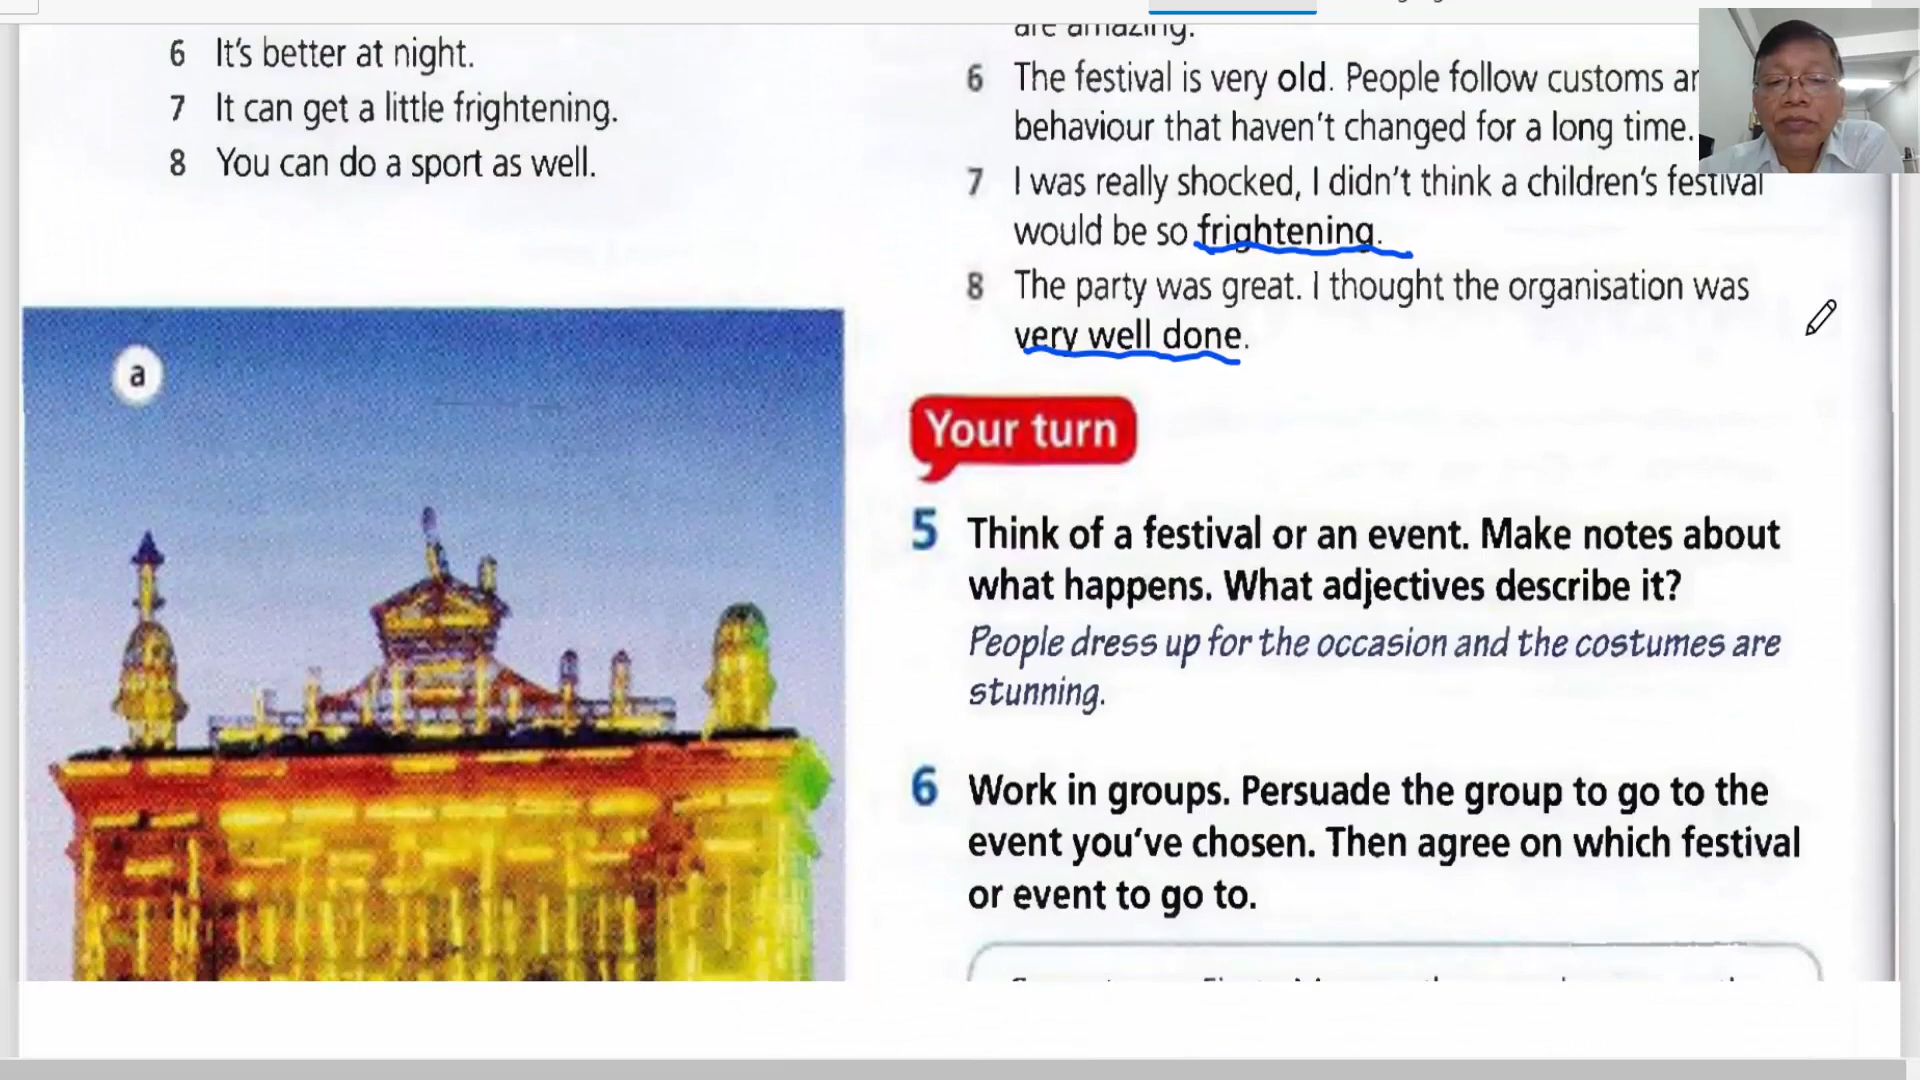 6 It's better at night.
7 It can get a little frightening.
8 You can do a sport as well.
a
are amazing.
6 The festival is very old. People follow customs
behaviour that haven't changed for a long time.
7 I was really shocked, I didn't think a children's festival
would be so frightening.
8 The party was great. I thought the organisation was
very well done.
Your turn
5 Think of a festival or an event. Make notes about
what happens. What adjectives describe it?
People dress up for the occasion and the costumes are
stunning.
6 Work in groups. Persuade the group to go to the
event you've chosen. Then agree on which festival
or event to go to.